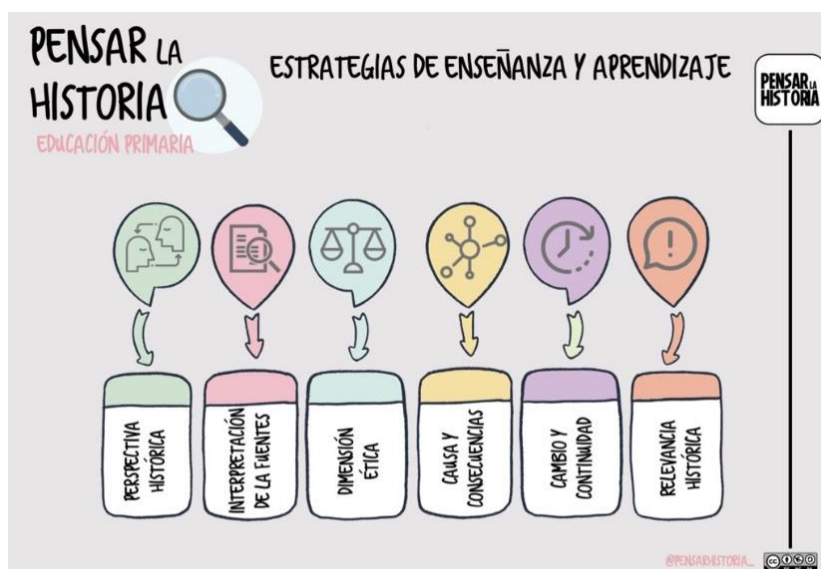 PENSAR LA
HISTORIA
EDUCACIÓN PRIMARIA
ESTRATEGIAS DE ENSEÑANZA Y APRENDIZAJE
PENSAR LA
HISTORIA
PERSPECTIVA
HISTÓRICA
INTERPRETACIÓN
DE LA FUENTES
DIMENSIÓN
ÉTICA
CAUSA Y
CONSECUENCIAS
CAMBIO Y
CONTINUIDAD
RELEVANCIA
HISTÓRICA
@PENSARHISTORIA_